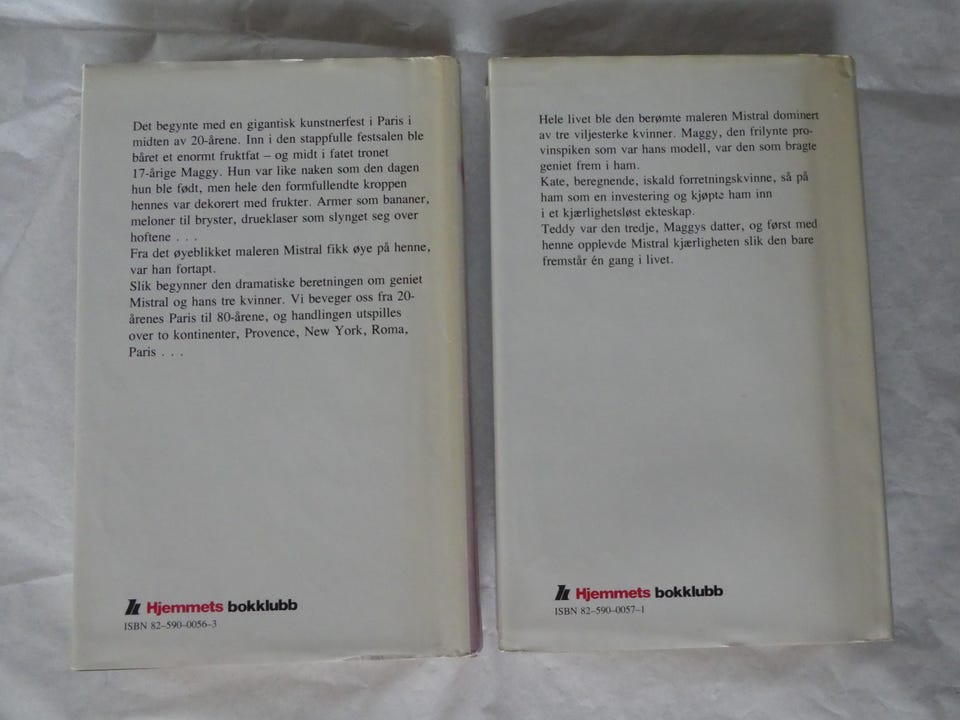 Det begynte med en gigantisk kunstnerfest i Paris i
midten av 20-årene. Inn i den stappfulle festsalen ble
båret et enormt fruktfat – og midt i fatet tronet
17-årige Maggy. Hun var like naken som den dagen
hun ble født, men hele den formfullendte kroppen
hennes var dekorert med frukter. Armer som bananer,
meloner til bryster, drueklaser som slynget seg over
hoftene . . .
Fra det øyeblikket maleren Mistral fikk øye på henne,
var han fortapt.
Slik begynner den dramatiske beretningen om geniet
Mistral og hans tre kvinner. Vi beveger oss fra 20-
årenes Paris til 80-årene, og handlingen utspilles
over to kontinenter, Provence, New York, Roma,
Paris . . .
Hjemmets bokklubb
ISBN 82–590–0056–3
Hele livet ble den berømte maleren Mistral dominert
av tre viljesterke kvinner. Maggy, den frilynte pro-
vinspiken som var hans modell, var den som bragte
geniet frem i ham.
Kate, beregnende, iskald forretningskvinne, så på
ham som en investering og kjøpte ham inn
i et kjærlighetsløst ekteskap.
Teddy var den tredje, Maggys datter, og først med
henne opplevde Mistral kjærligheten slik den bare
fremstår én gang i livet.
Hjemmets bokklubb
ISBN 82–590–0057–1